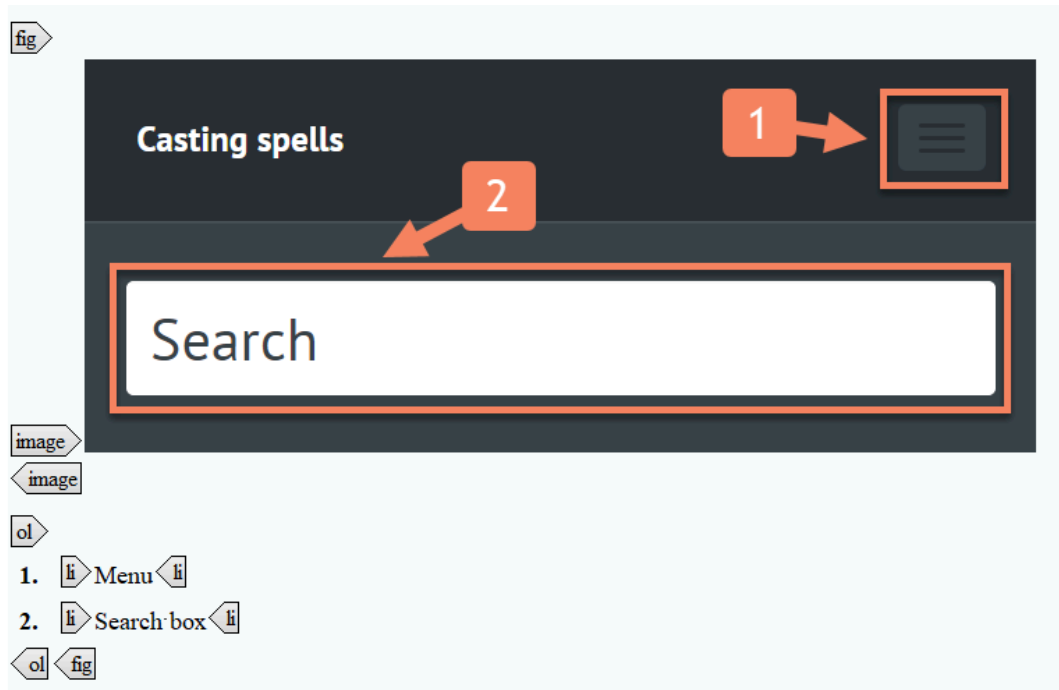 fig
Casting spells
1
2
Search
image
image
ol
1. li Menu li
2. li Search box li
ol fig